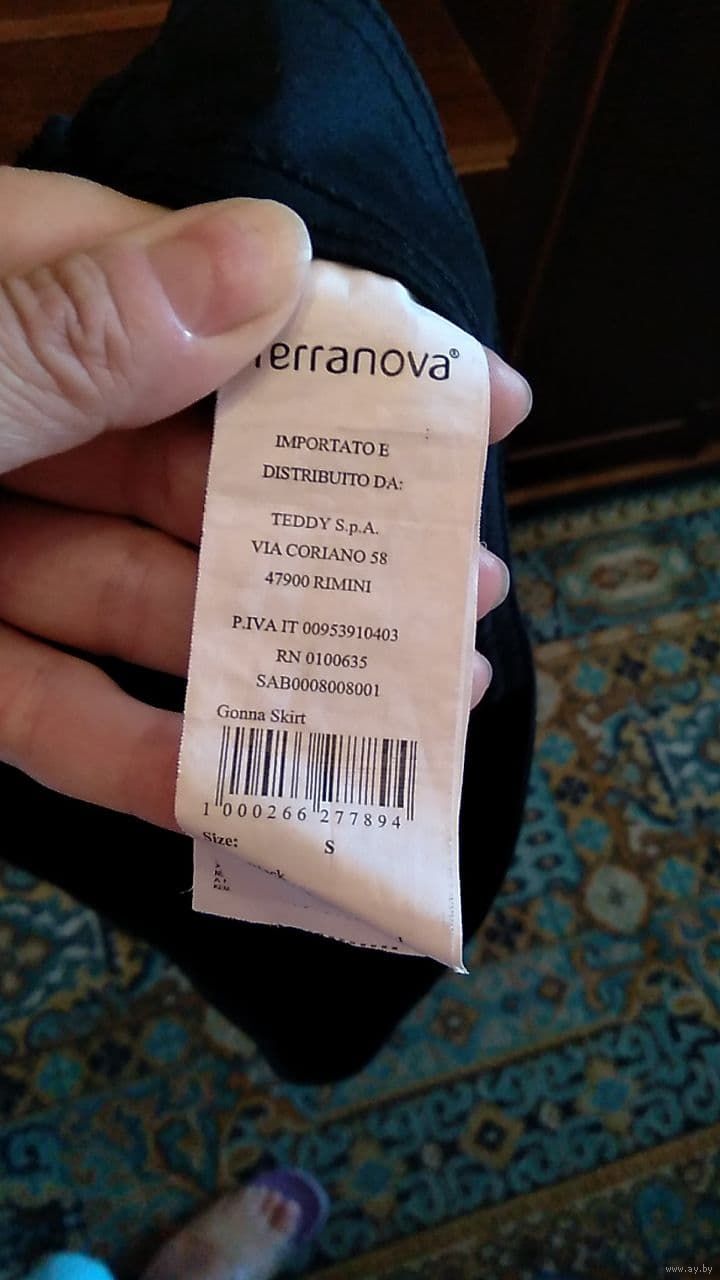 Terranova®
IMPORTATO E
DISTRIBUITO DA:
TEDDY S.p.A.
VIA CORIANO 58
47900 RIMINI
P.IVA IT 00953910403
RN 0100635
SAB0008008001
Gonna Skirt
1 000266 277894
Size: S
www.ay.by